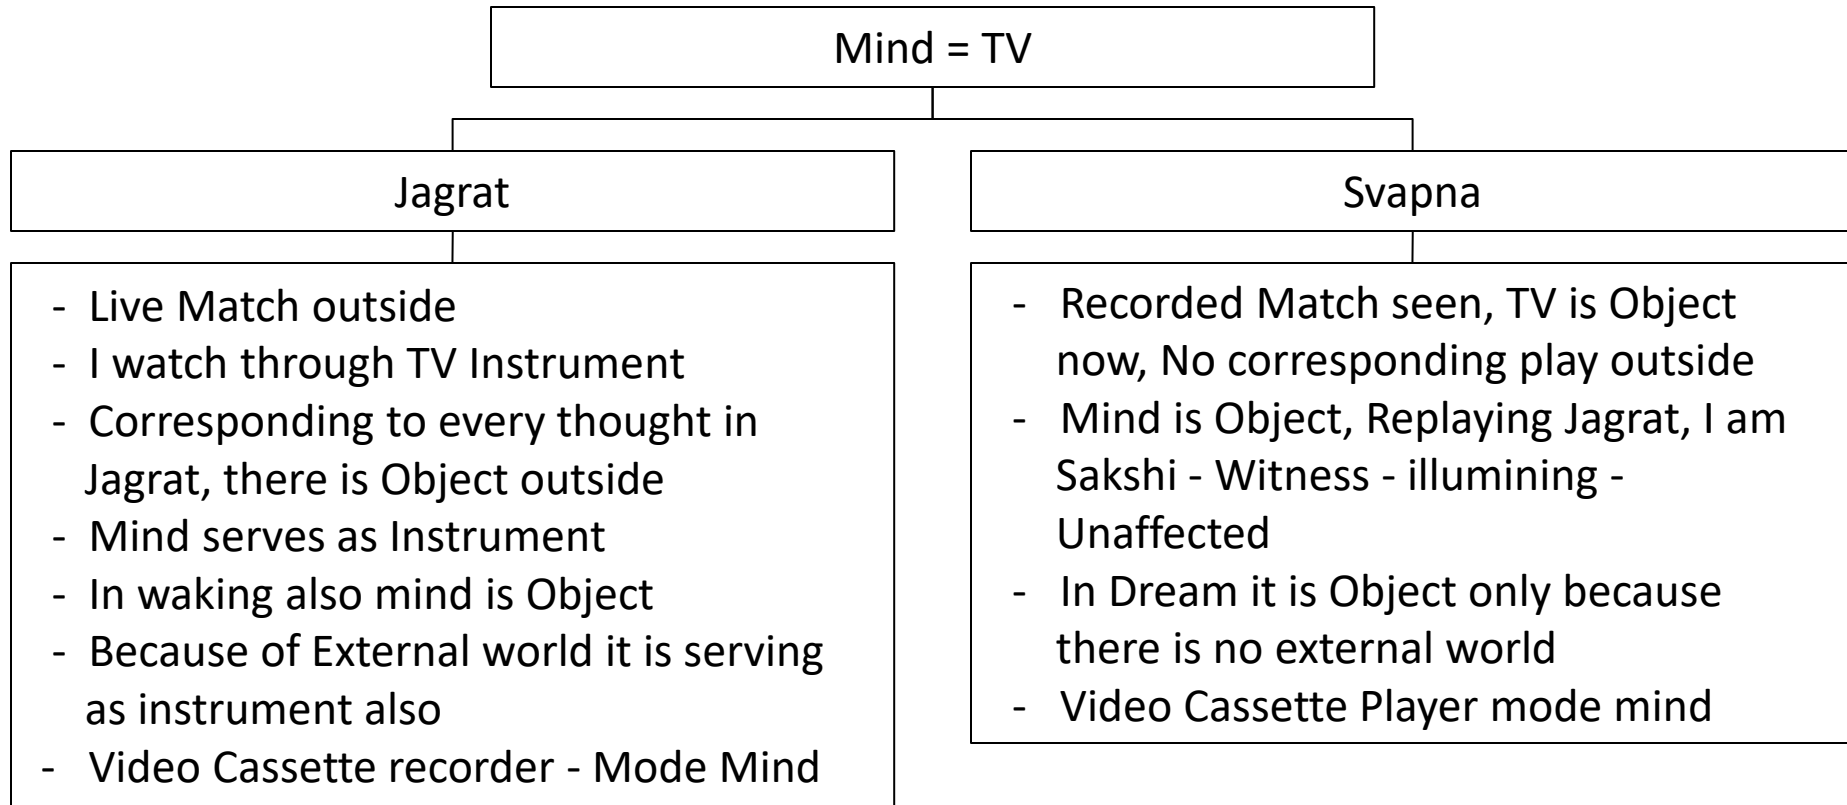 Mind = TV
Jagrat
- Live Match outside
- I watch through TV Instrument
- Corresponding to every thought in
Jagrat, there is Object outside
- Mind serves as Instrument
- In waking also mind is Object
- Because of External world it is serving
as instrument also
- Video Cassette recorder - Mode Mind
Svapna
- Recorded Match seen, TV is Object
now, No corresponding play outside
- Mind is Object, Replaying Jagrat, I am
Sakshi - Witness - illumining -
Unaffected
- In Dream it is Object only because
there is no external world
- Video Cassette Player mode mind